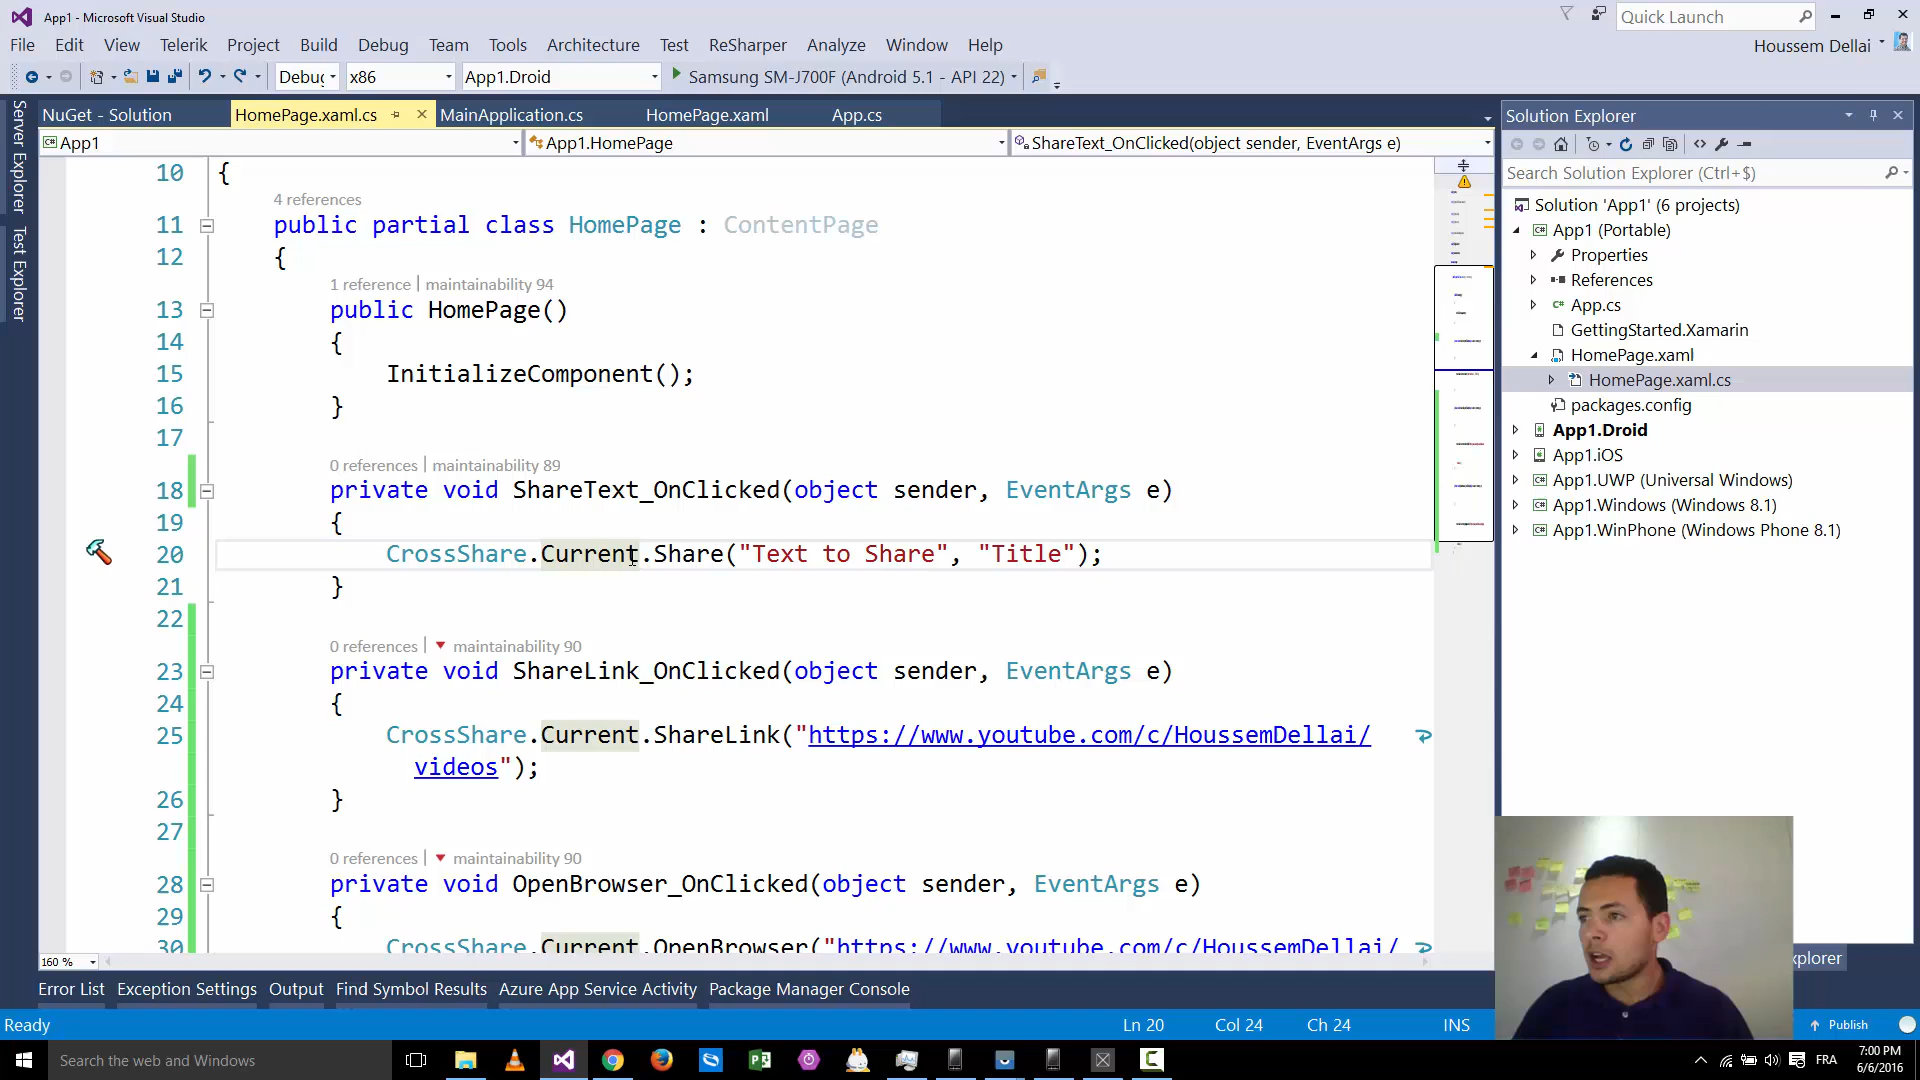 App1 - Microsoft Visual Studio
Quick Launch
File Edit View Telerik Project Build Debug Team Tools Architecture Test ReSharper Analyze Window Help
Houssem Dellai
Debug x86 App1.Droid Samsung SM-J700F (Android 5.1 - API 22)
Server Explorer
Test Explorer
NuGet - Solution HomePage.xaml.cs MainApplication.cs HomePage.xaml App.cs
App1 App1.HomePage ShareText_OnClicked(object sender, EventArgs e)
10 {
4 references
11 public partial class HomePage : ContentPage
12 {
1 reference | maintainability 94
13 public HomePage()
14 {
15 InitializeComponent();
16 }
17
0 references | maintainability 89
18 private void ShareText_OnClicked(object sender, EventArgs e)
19 {
20 CrossShare.Current.Share("Text to Share", "Title");
21 }
22
0 references | maintainability 90
23 private void ShareLink_OnClicked(object sender, EventArgs e)
24 {
25 CrossShare.Current.ShareLink("https://www.youtube.com/c/HoussemDellai/
videos");
26 }
27
0 references | maintainability 90
28 private void OpenBrowser_OnClicked(object sender, EventArgs e)
29 {
30 CrossShare.Current.OpenBrowser("https://www.youtube.com/c/HoussemDellai/
160 %
Solution Explorer
Search Solution Explorer (Ctrl+$)
Solution 'App1' (6 projects)
App1 (Portable)
Properties
References
App.cs
GettingStarted.Xamarin
HomePage.xaml
HomePage.xaml.cs
packages.config
App1.Droid
App1.iOS
App1.UWP (Universal Windows)
App1.Windows (Windows 8.1)
App1.WinPhone (Windows Phone 8.1)
xplorer
Error List Exception Settings Output Find Symbol Results Azure App Service Activity Package Manager Console
Ready Ln 20 Col 24 Ch 24 INS Publish
Search the web and Windows
FRA
7:00 PM
6/6/2016